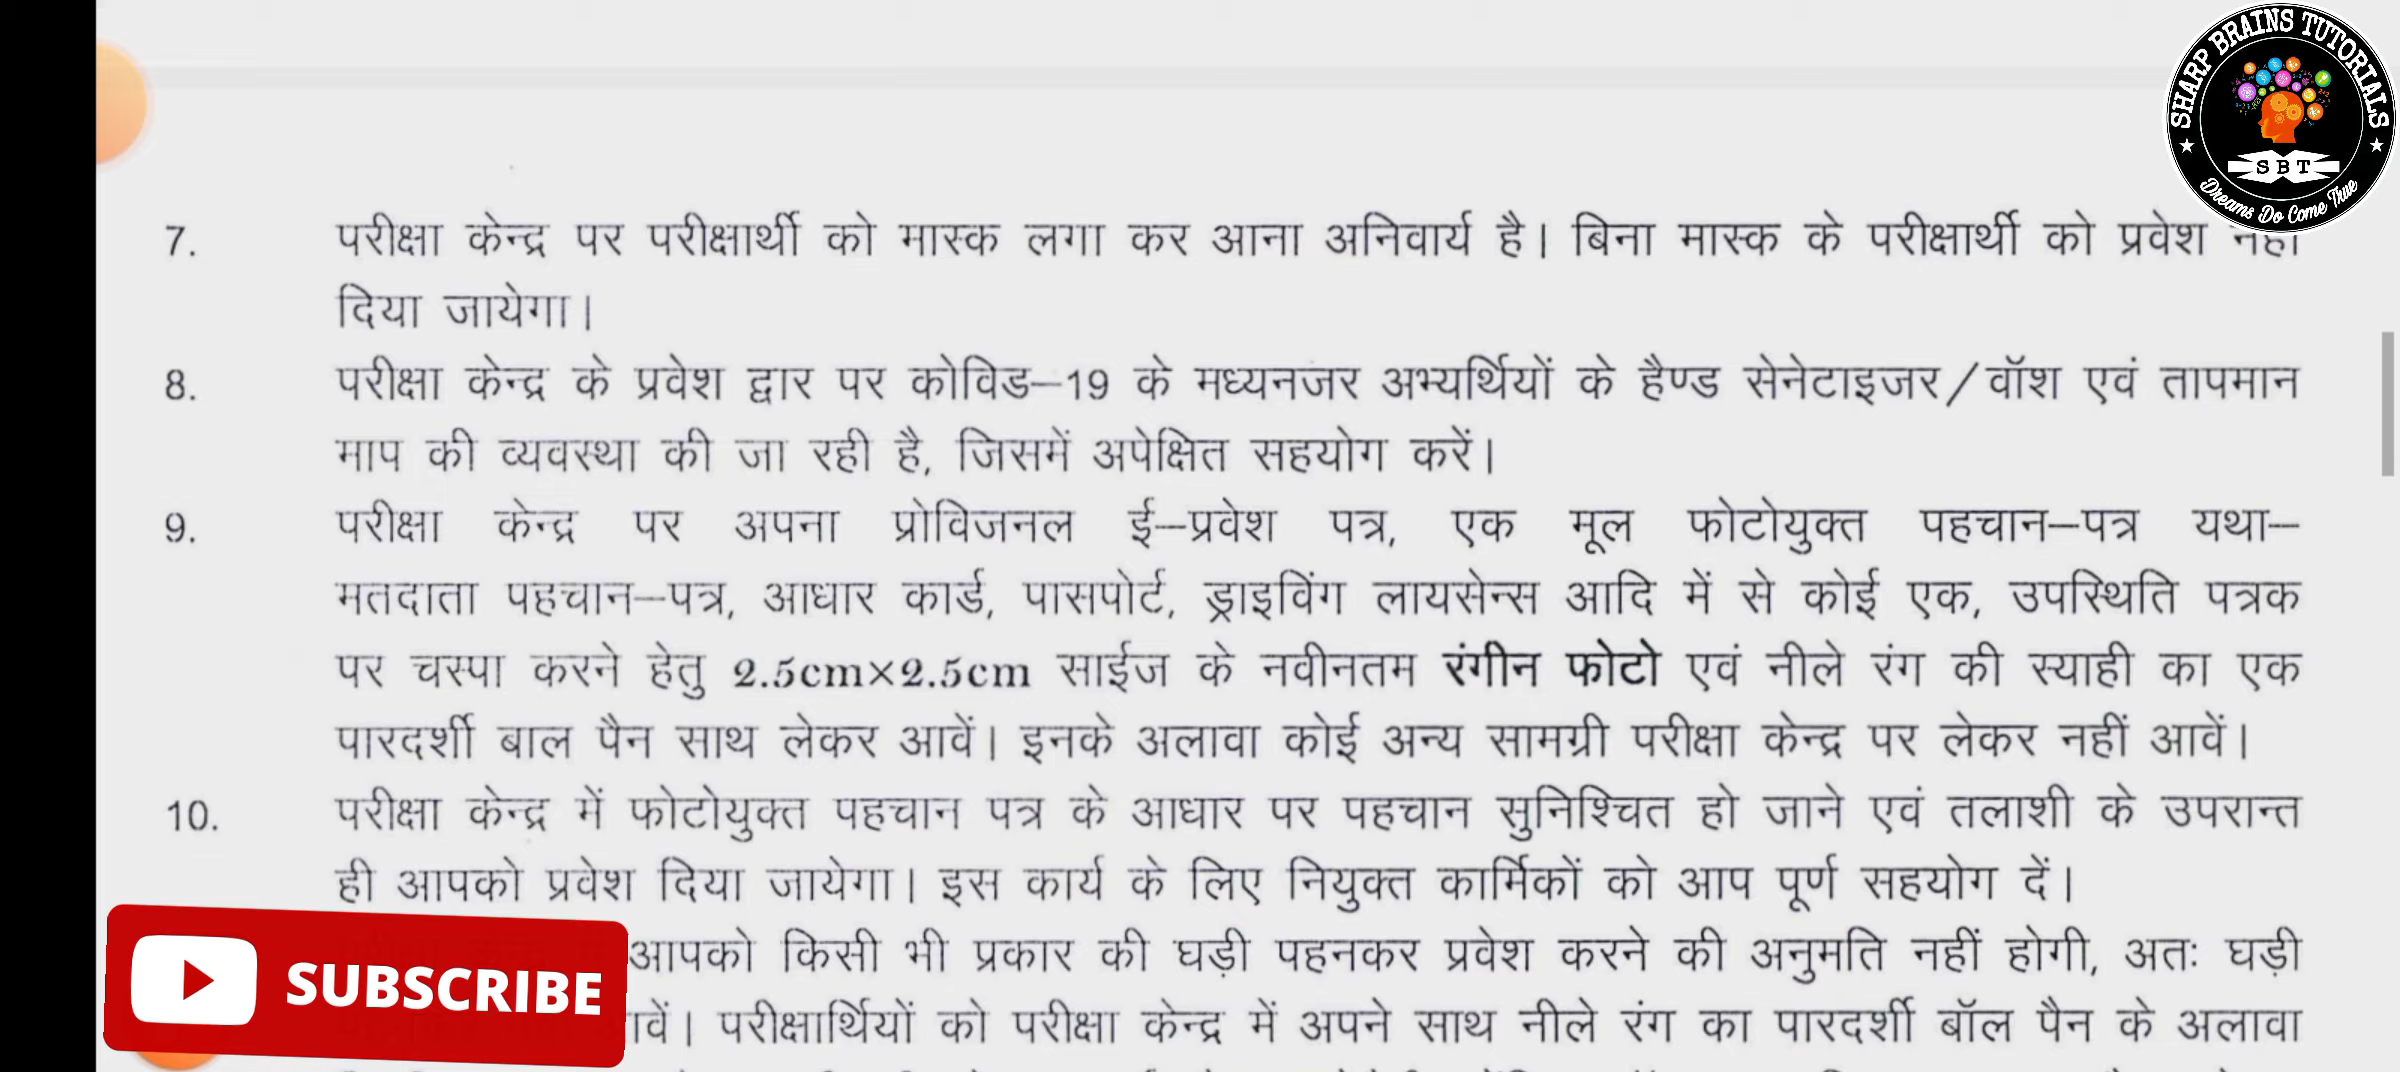 SHARP BRAINS TUTORIALS
SBT
Dreams Do Come True
7. परीक्षा केन्द्र पर परीक्षार्थी को मास्क लगा कर आना अनिवार्य है। बिना मास्क के परीक्षार्थी को प्रवेश नहीं
दिया जायेगा।
8. परीक्षा केन्द्र के प्रवेश द्वार पर कोविड–19 के मध्यनजर अभ्यर्थियों के हैण्ड सेनेटाइजर/वॉश एवं तापमान
माप की व्यवस्था की जा रही है, जिसमें अपेक्षित सहयोग करें।
9. परीक्षा केन्द्र पर अपना प्रोविजनल ई–प्रवेश पत्र, एक मूल फोटोयुक्त पहचान–पत्र यथा–
मतदाता पहचान–पत्र, आधार कार्ड, पासपोर्ट, ड्राइविंग लायसेन्स आदि में से कोई एक, उपस्थिति पत्रक
पर चस्पा करने हेतु 2.5cm×2.5cm साईज के नवीनतम रंगीन फोटो एवं नीले रंग की स्याही का एक
पारदर्शी बाल पैन साथ लेकर आवें। इनके अलावा कोई अन्य सामग्री परीक्षा केन्द्र पर लेकर नहीं आवें।
10. परीक्षा केन्द्र में फोटोयुक्त पहचान पत्र के आधार पर पहचान सुनिश्चित हो जाने एवं तलाशी के उपरान्त
ही आपको प्रवेश दिया जायेगा। इस कार्य के लिए नियुक्त कार्मिकों को आप पूर्ण सहयोग दें।
आपको किसी भी प्रकार की घड़ी पहनकर प्रवेश करने की अनुमति नहीं होगी, अतः घड़ी
परीक्षार्थियों को परीक्षा केन्द्र में अपने साथ नीले रंग का पारदर्शी बॉल पैन के अलावा
SUBSCRIBE